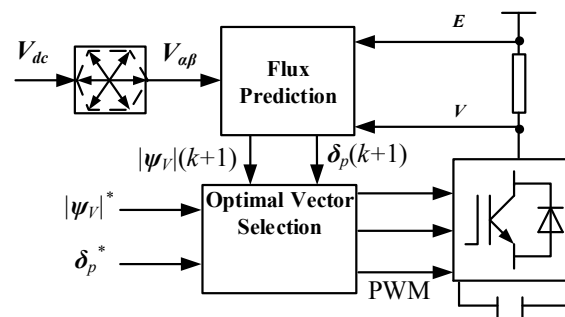 V_dc
V_αβ
Flux
Prediction
E
V
|ψ_V|(k+1)
δ_p(k+1)
|ψ_V|*
δ_p*
Optimal Vector
Selection
PWM